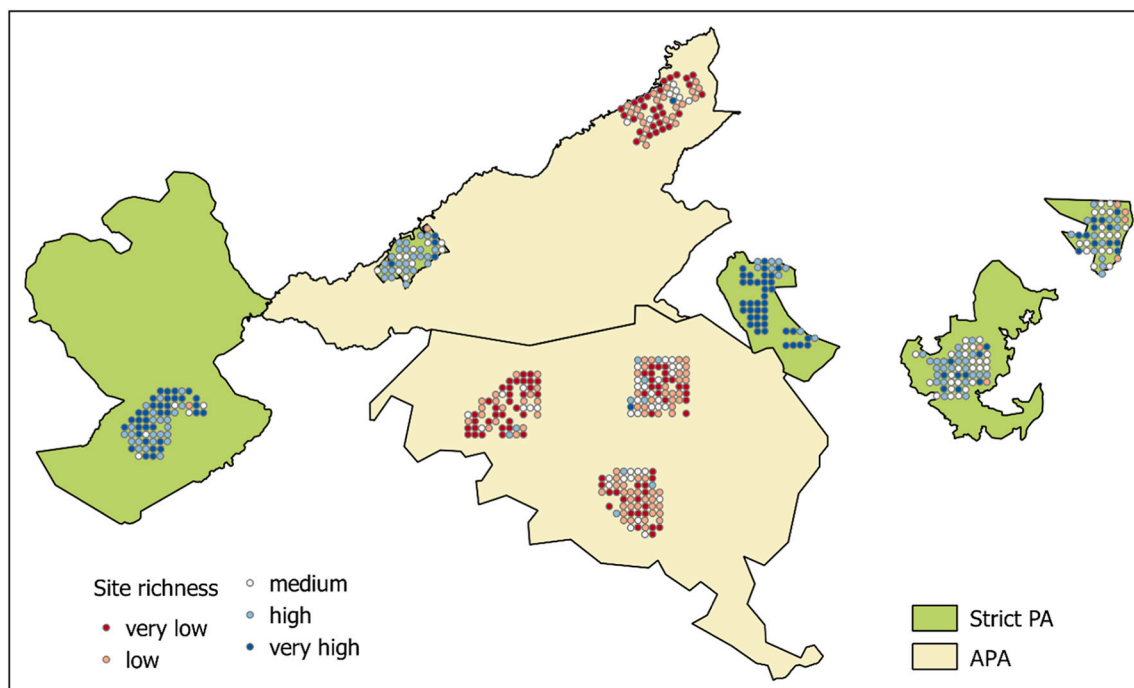 Site richness
very low
low
medium
high
very high
Strict PA
APA